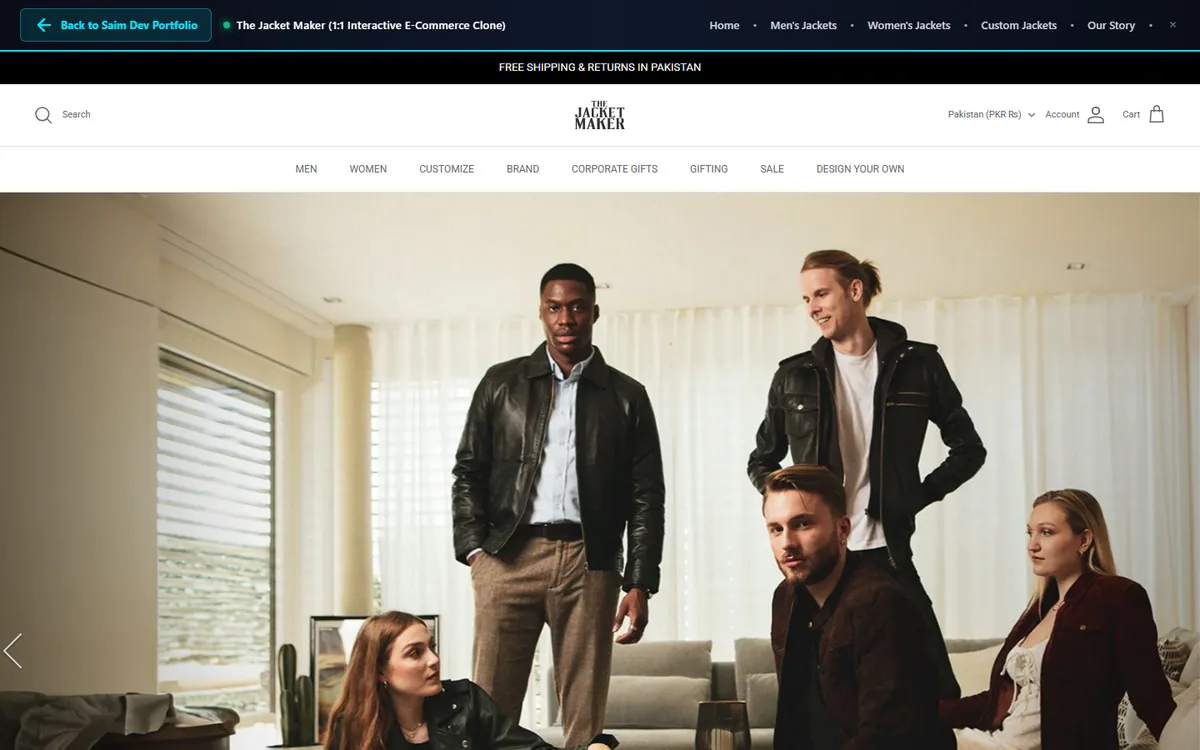 Back to Saim Dev Portfolio The Jacket Maker (1:1 Interactive E-Commerce Clone) Home • Men's Jackets • Women's Jackets • Custom Jackets • Our Story • ×
FREE SHIPPING & RETURNS IN PAKISTAN
Search
THE
JACKET
MAKER
Pakistan (PKR ₨) Account Cart
MEN WOMEN CUSTOMIZE BRAND CORPORATE GIFTS GIFTING SALE DESIGN YOUR OWN